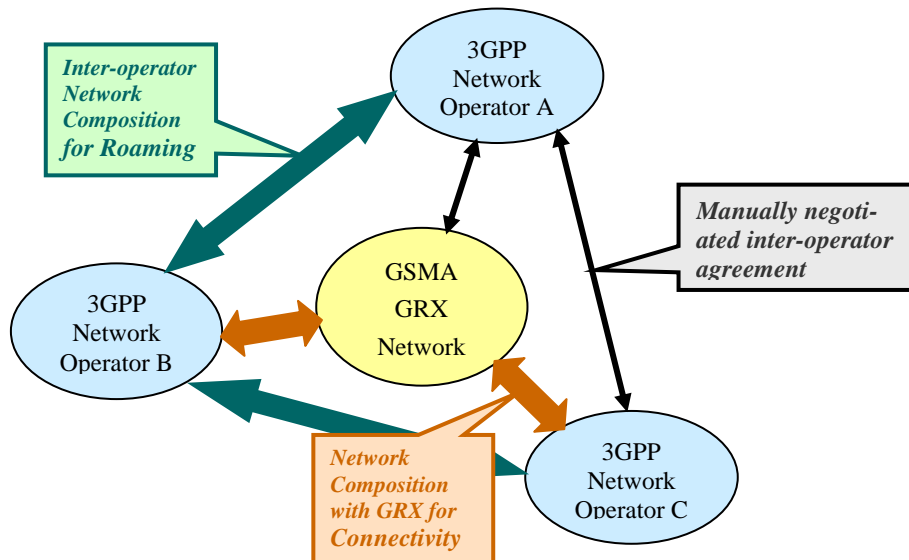 Inter-operator
Network
Composition
for Roaming
3GPP
Network
Operator A
Manually negoti-
ated inter-operator
agreement
GSMA
GRX
Network
3GPP
Network
Operator B
Network
Composition
with GRX for
Connectivity
3GPP
Network
Operator C